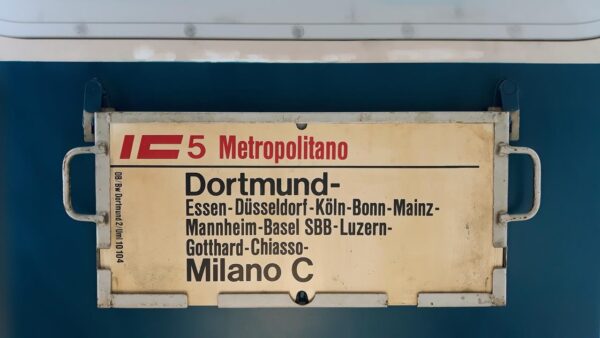 IC 5 Metropolitano
Dortmund-
Essen-Düsseldorf-Köln-Bonn-Mainz-
Mannheim-Basel SBB-Luzern-
Gotthard-Chiasso-
Milano C
DB/Bw Dortmund 2/Uml 10 104